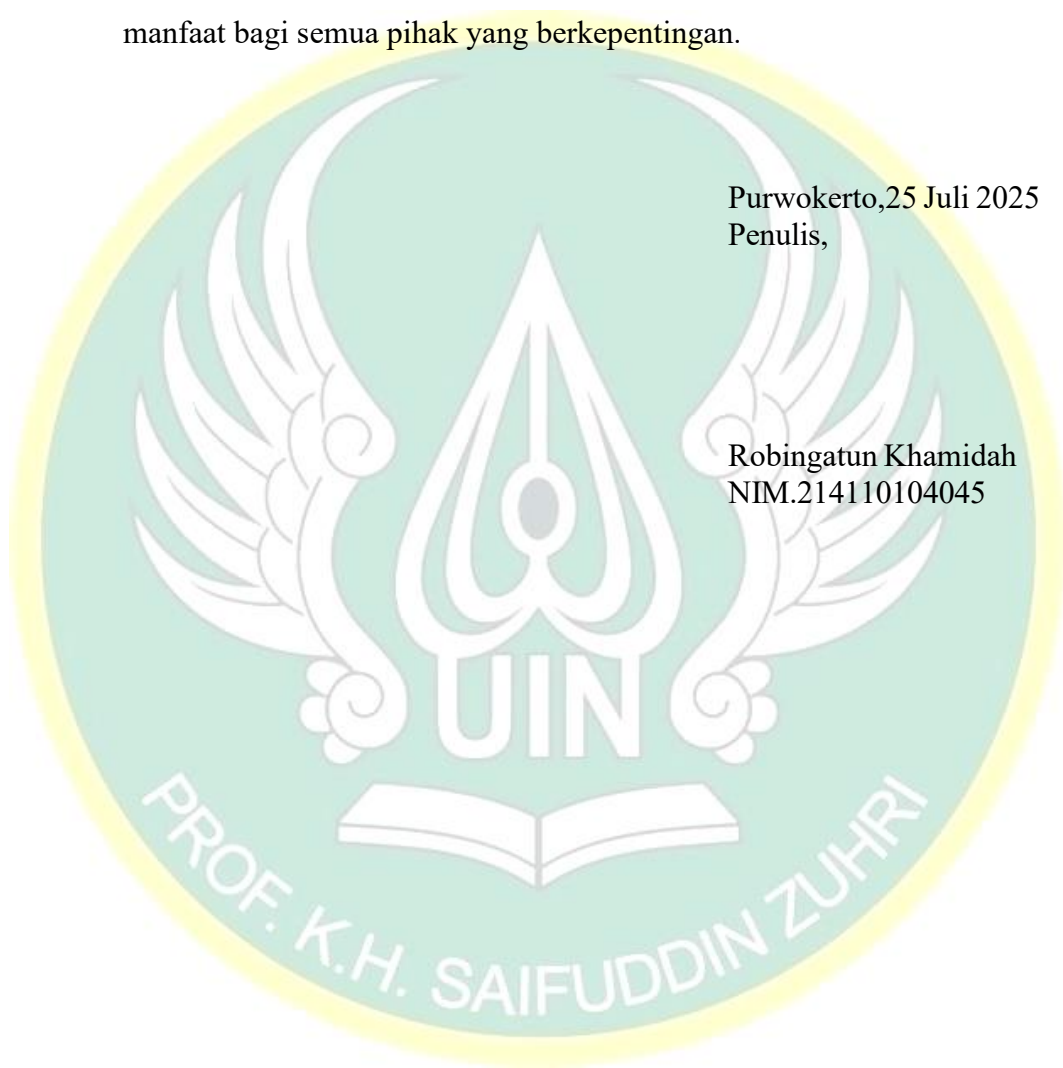 manfaat bagi semua pihak yang berkepentingan.
Purwokerto,25 Juli 2025
Penulis,
Robingatun Khamidah
NIM.214110104045
UIN
PROF. K.H. SAIFUDDIN ZUHRI